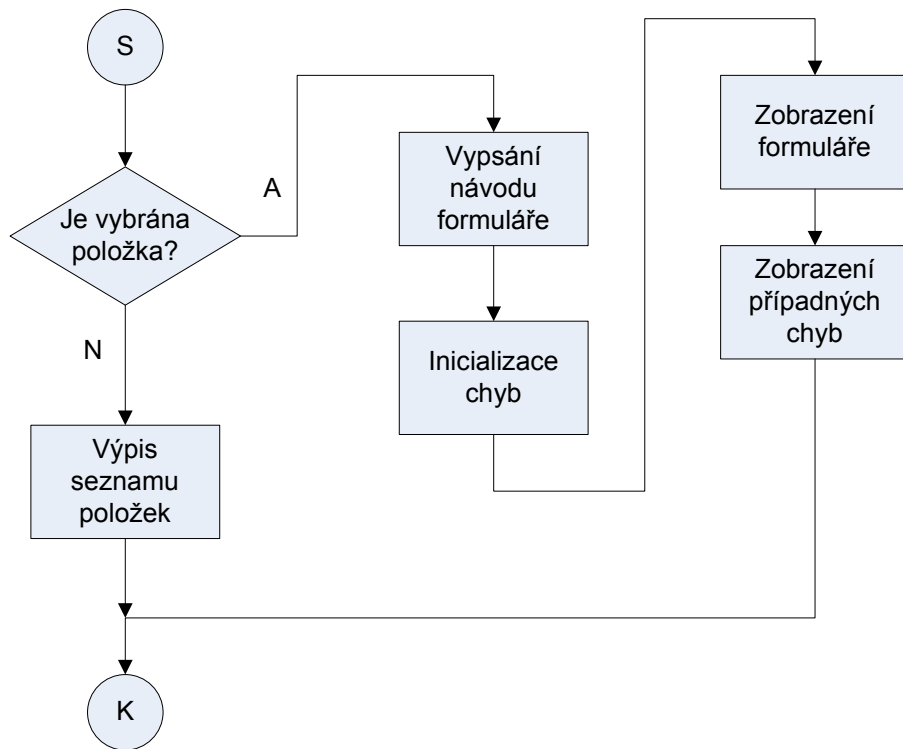 S
Je vybrána
položka?
A
N
Výpis
seznamu
položek
K
Vypsání
návodu
formuláře
Inicializace
chyb
Zobrazení
formuláře
Zobrazení
případných
chyb